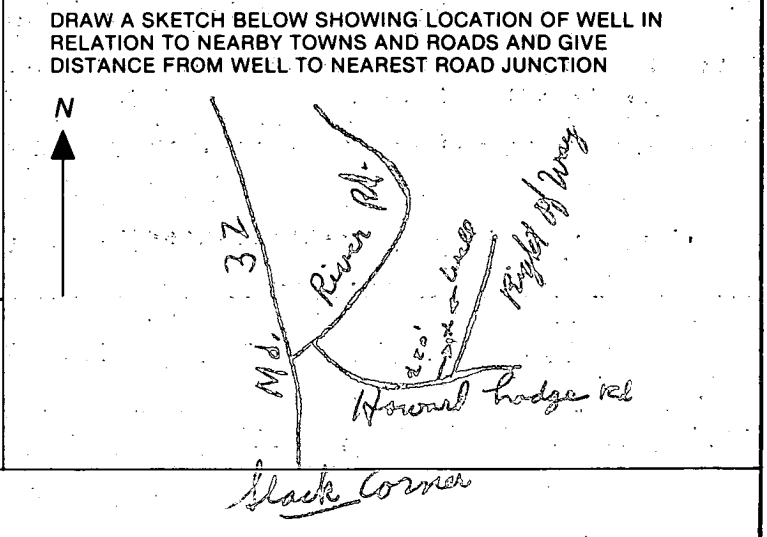 DRAW A SKETCH BELOW SHOWING LOCATION OF WELL IN
RELATION TO NEARBY TOWNS AND ROADS AND GIVE
DISTANCE FROM WELL TO NEAREST ROAD JUNCTION
N
Md. 32
River Rd.
220'
well
Right of Way
Howard Lodge Rd
Slack Corner